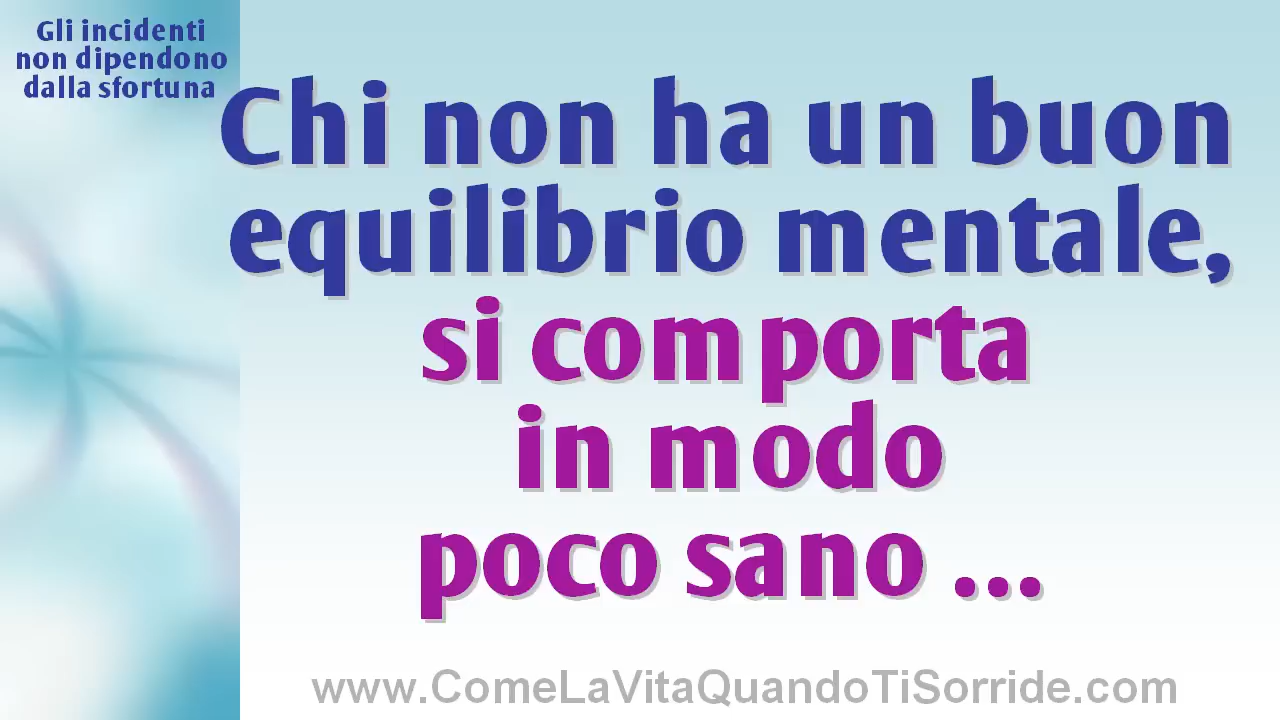 Gli incidenti
non dipendono
dalla sfortuna
Chi non ha un buon
equilibrio mentale,
si comporta
in modo
poco sano ...
www.ComeLaVitaQuandoTiSorride.com